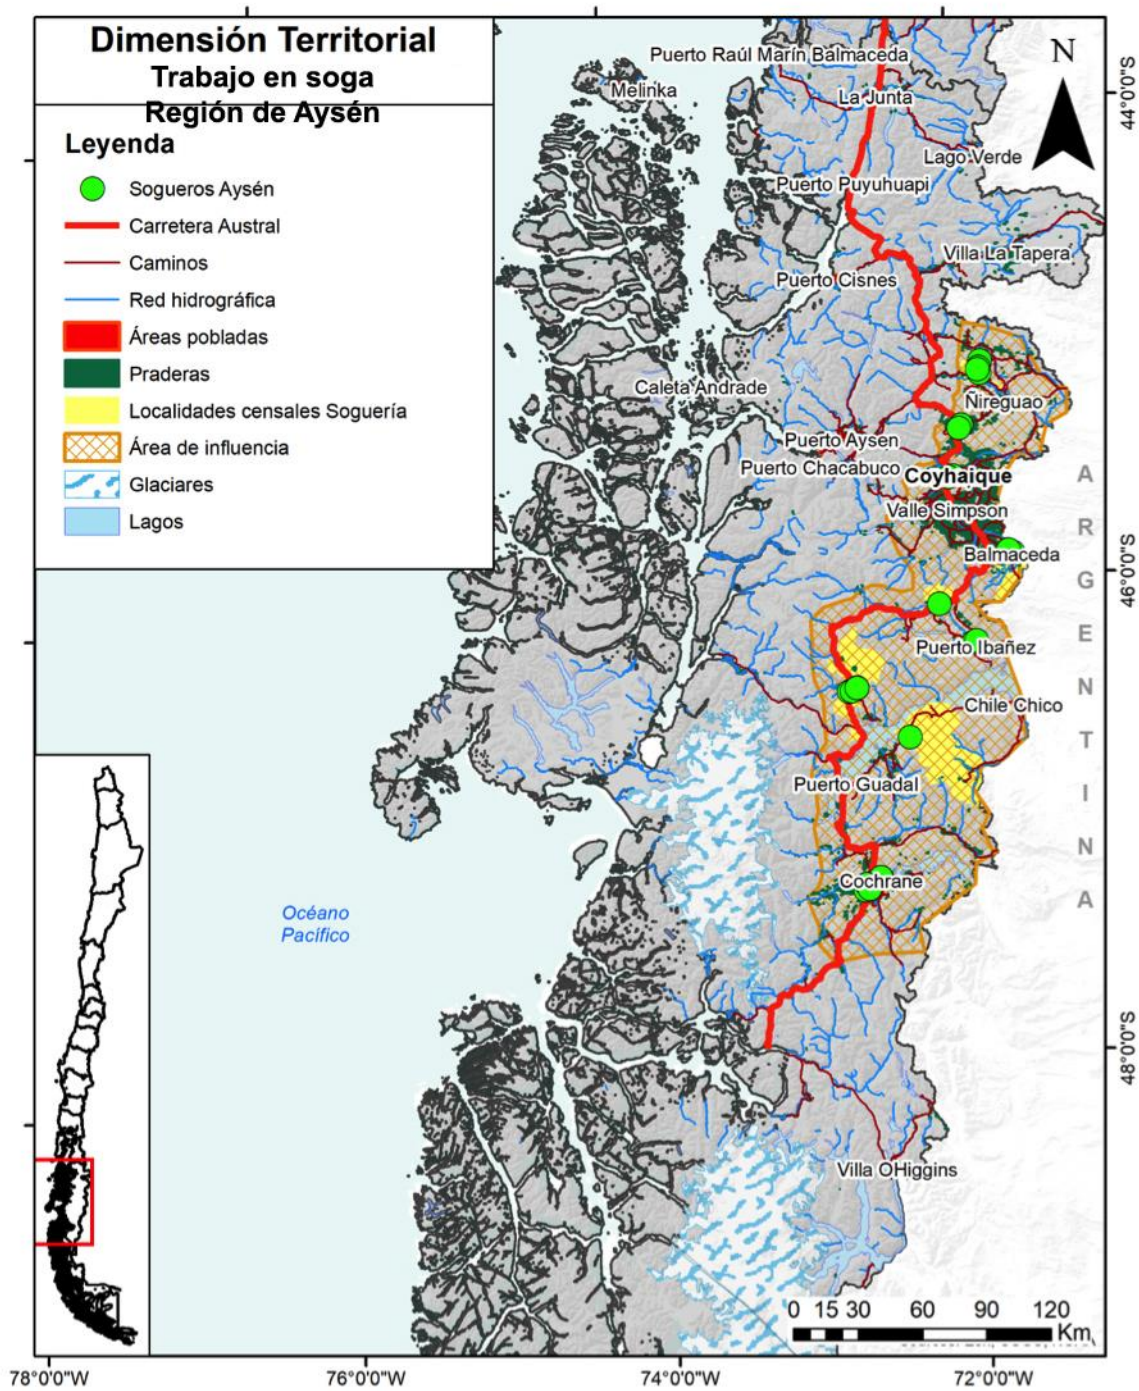 Dimensión Territorial
Trabajo en soga
Región de Aysén
Leyenda
Sogueros Aysén
Carretera Austral
Caminos
Red hidrográfica
Áreas pobladas
Praderas
Localidades censales Soguería
Área de influencia
Glaciares
Lagos
N
Puerto Raúl Marín Balmaceda
Melinka
La Junta
44°0'0"S
Lago Verde
Puerto Puyuhuapi
Villa La Tapera
Puerto Cisnes
Caleta Andrade
Ñireguao
Puerto Aysen
Puerto Chacabuco
Coyhaique
Valle Simpson
Balmaceda
46°0'0"S
Puerto Ibañez
Chile Chico
Puerto Guadal
Cochrane
ARGENTINA
Océano
Pacífico
48°0'0"S
Villa OHiggins
0 15 30 60 90 120
Km
78°0'0"W 76°0'0"W 74°0'0"W 72°0'0"W